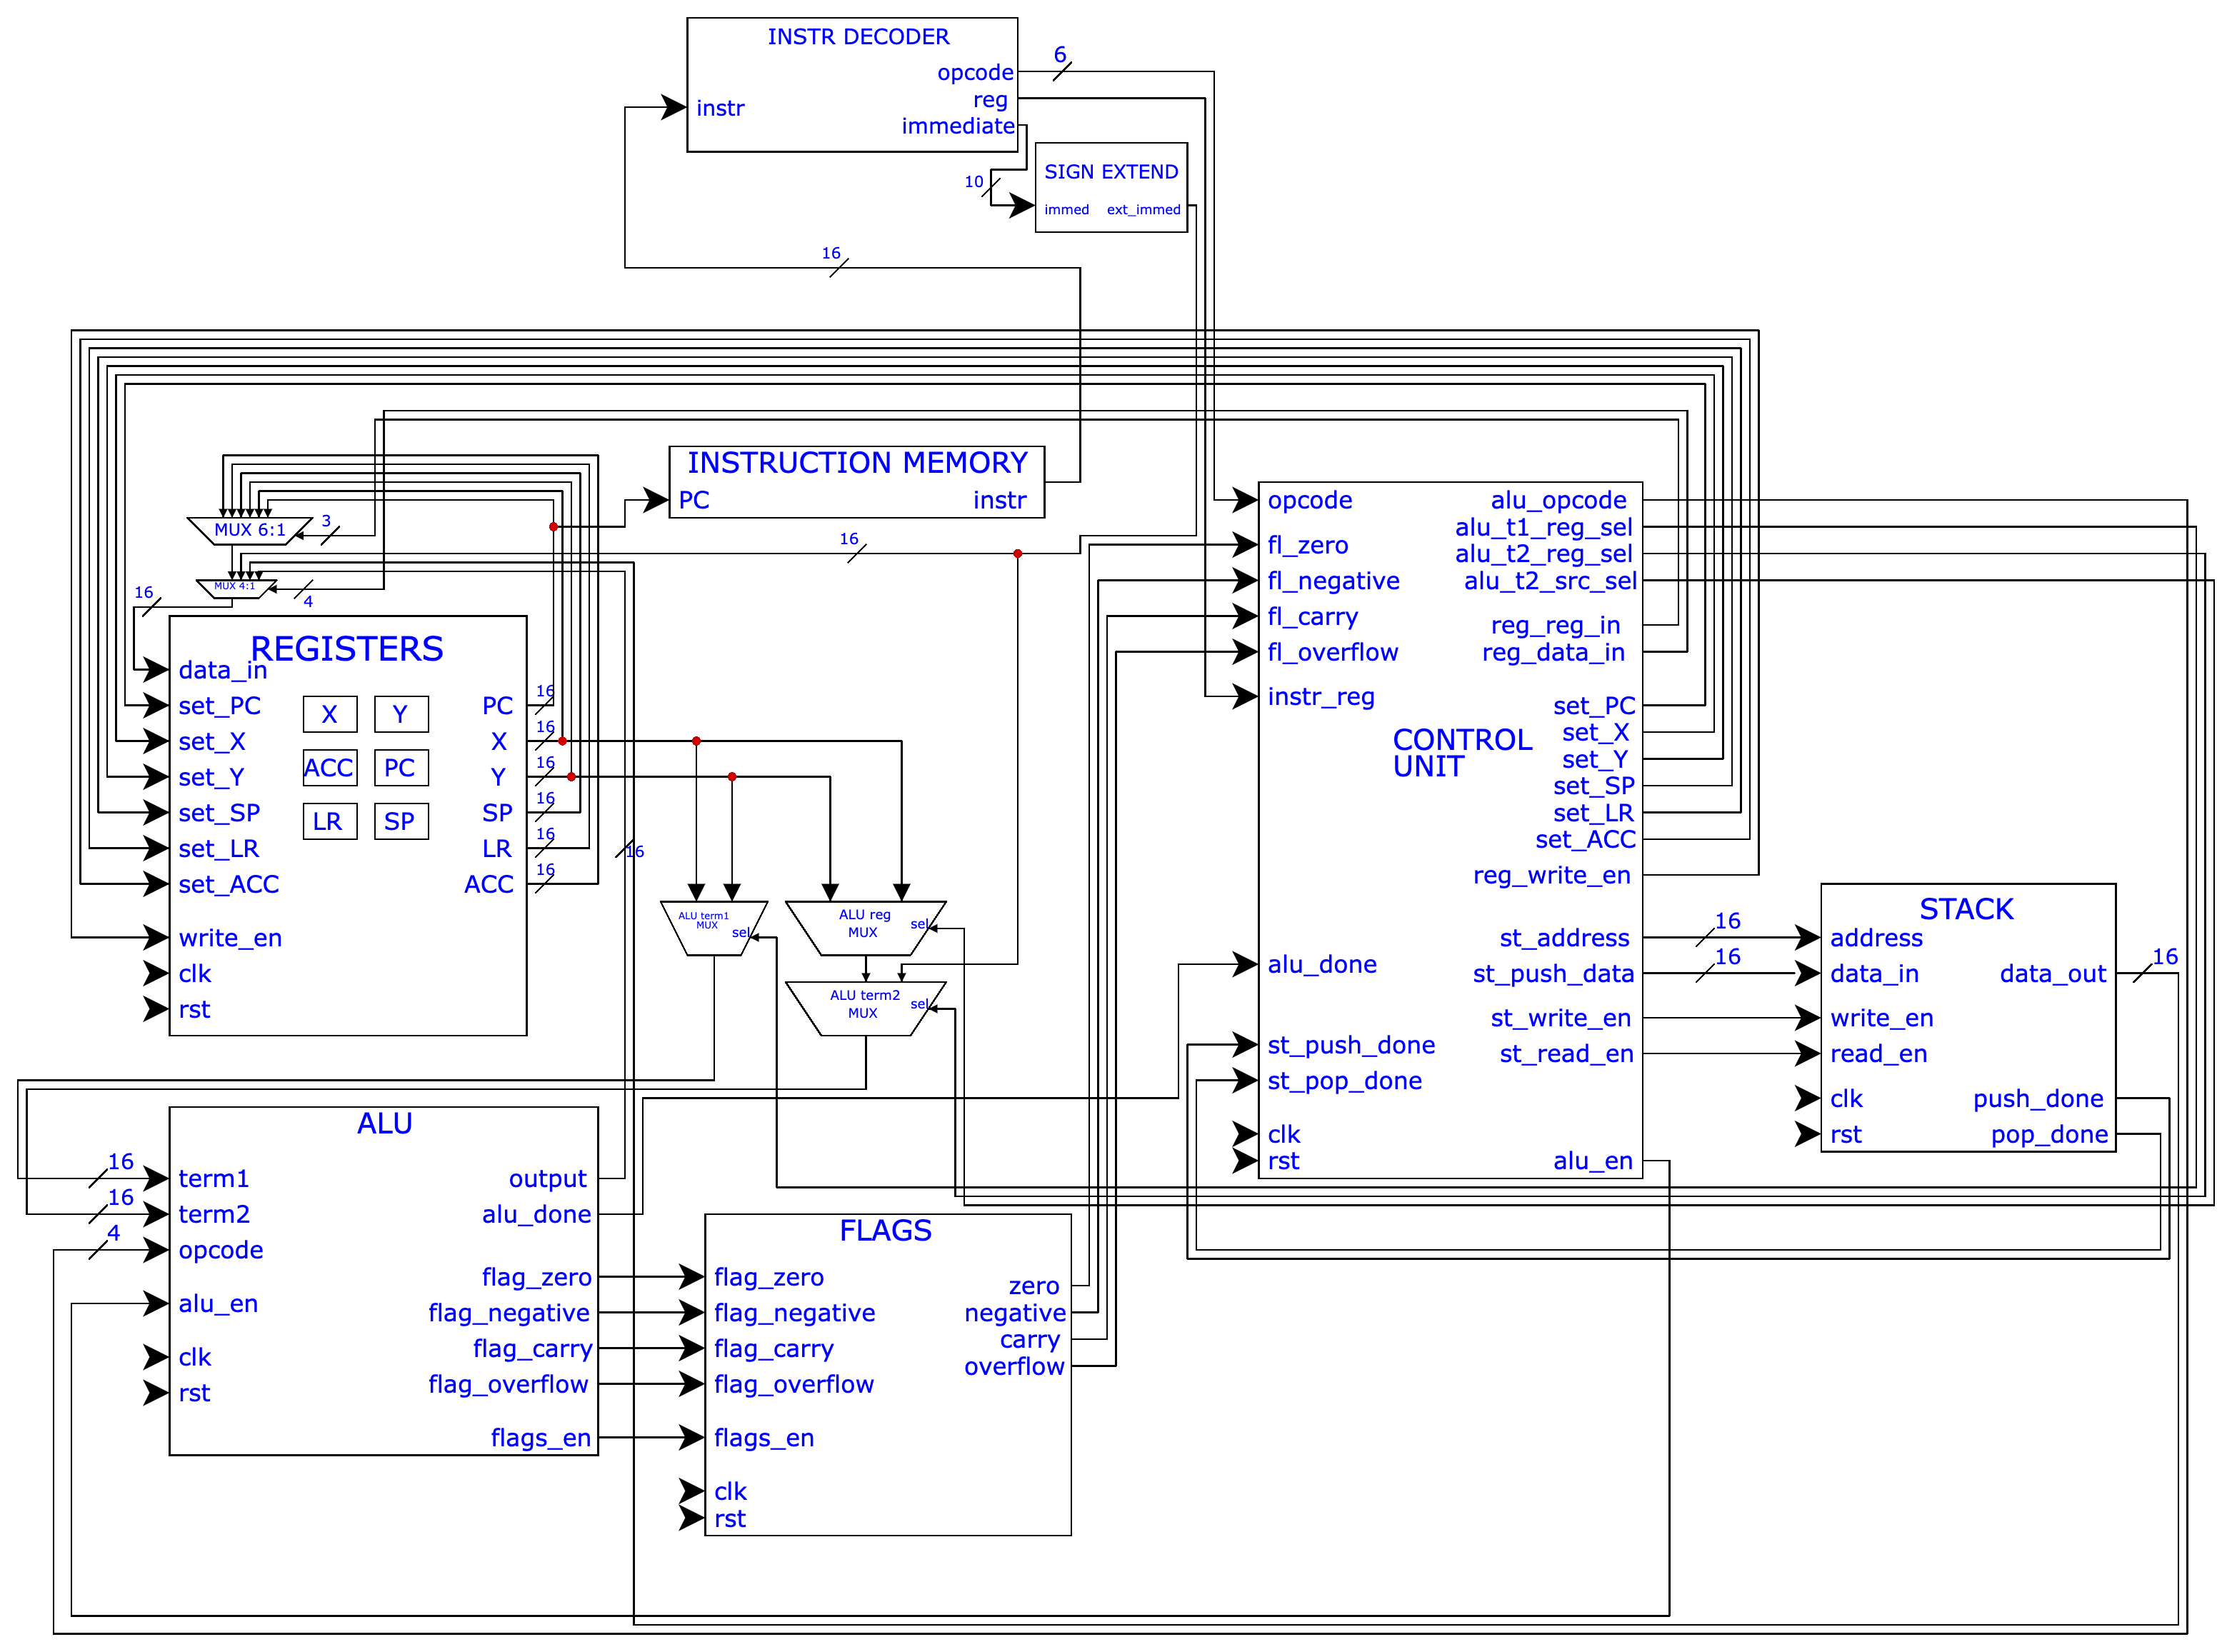 INSTR DECODER
opcode
reg
immediate
instr
6
SIGN EXTEND
immed ext_immed
10
16
INSTRUCTION MEMORY
PC instr
MUX 6:1
3
MUX 4:1
4
16
16
REGISTERS
data_in
set_PC
set_X
set_Y
set_SP
set_LR
set_ACC
write_en
clk
rst
X Y
ACC PC
LR SP
PC
X
Y
SP
LR
ACC
16
16
16
16
16
16
16
ALU term1
MUX
sel
ALU reg
MUX
sel
ALU term2
MUX
sel
CONTROL
UNIT
opcode
fl_zero
fl_negative
fl_carry
fl_overflow
instr_reg
alu_done
st_push_done
st_pop_done
clk
rst
alu_opcode
alu_t1_reg_sel
alu_t2_reg_sel
alu_t2_src_sel
reg_reg_in
reg_data_in
set_PC
set_X
set_Y
set_SP
set_LR
set_ACC
reg_write_en
st_address
st_push_data
st_write_en
st_read_en
alu_en
16
16
STACK
address
data_in
write_en
read_en
clk
rst
data_out
push_done
pop_done
16
ALU
16
16
4
term1
term2
opcode
alu_en
clk
rst
output
alu_done
flag_zero
flag_negative
flag_carry
flag_overflow
flags_en
FLAGS
flag_zero
flag_negative
flag_carry
flag_overflow
flags_en
clk
rst
zero
negative
carry
overflow